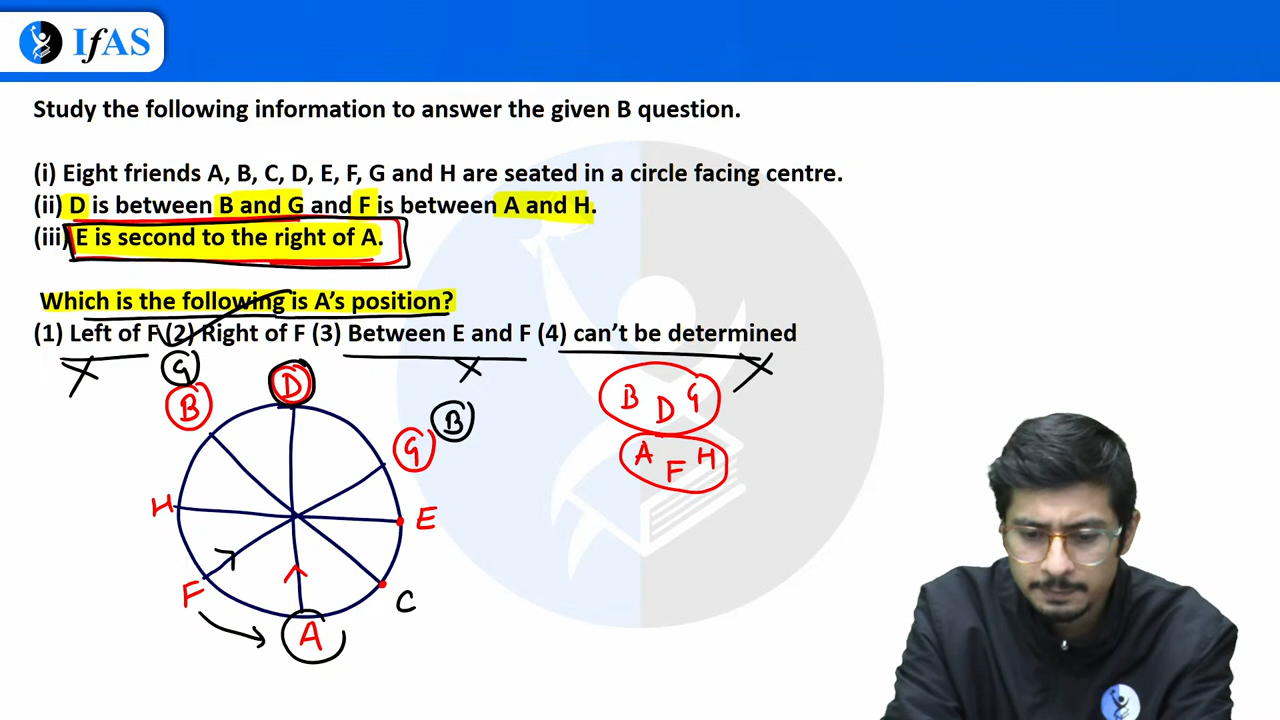 IfAS
Study the following information to answer the given B question.
(i) Eight friends A, B, C, D, E, F, G and H are seated in a circle facing centre.
(ii) D is between B and G and F is between A and H.
(iii) E is second to the right of A.
Which is the following is A's position?
(1) Left of F (2) Right of F (3) Between E and F (4) can't be determined
G
B
D
G
B
H
E
F
A
C
B D G
A F H